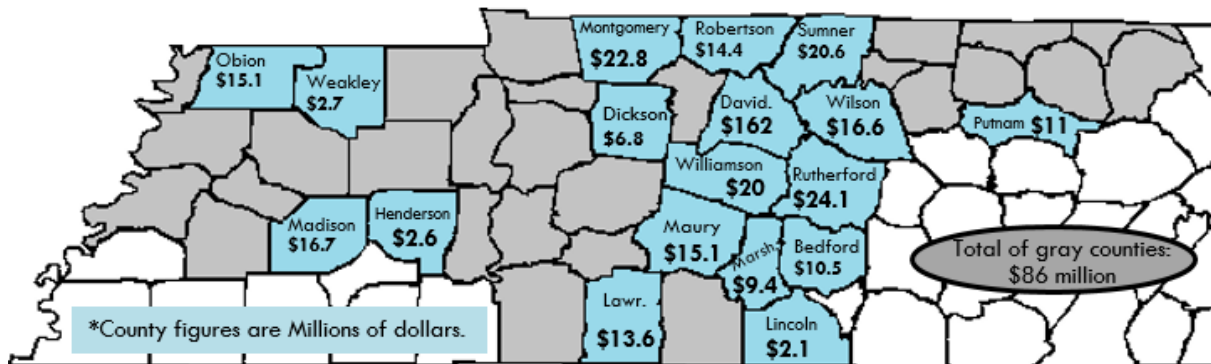 Montgomery
$22.8
Robertson
$14.4
Sumner
$20.6
Obion
$15.1
Weakley
$2.7
Dickson
$6.8
David.
$162
Wilson
$16.6
Putnam $11
Williamson
$20
Rutherford
$24.1
Madison
$16.7
Henderson
$2.6
Maury
$15.1
Marsh.
$9.4
Bedford
$10.5
Total of gray counties:
$86 million
Lawr.
$13.6
Lincoln
$2.1
*County figures are Millions of dollars.